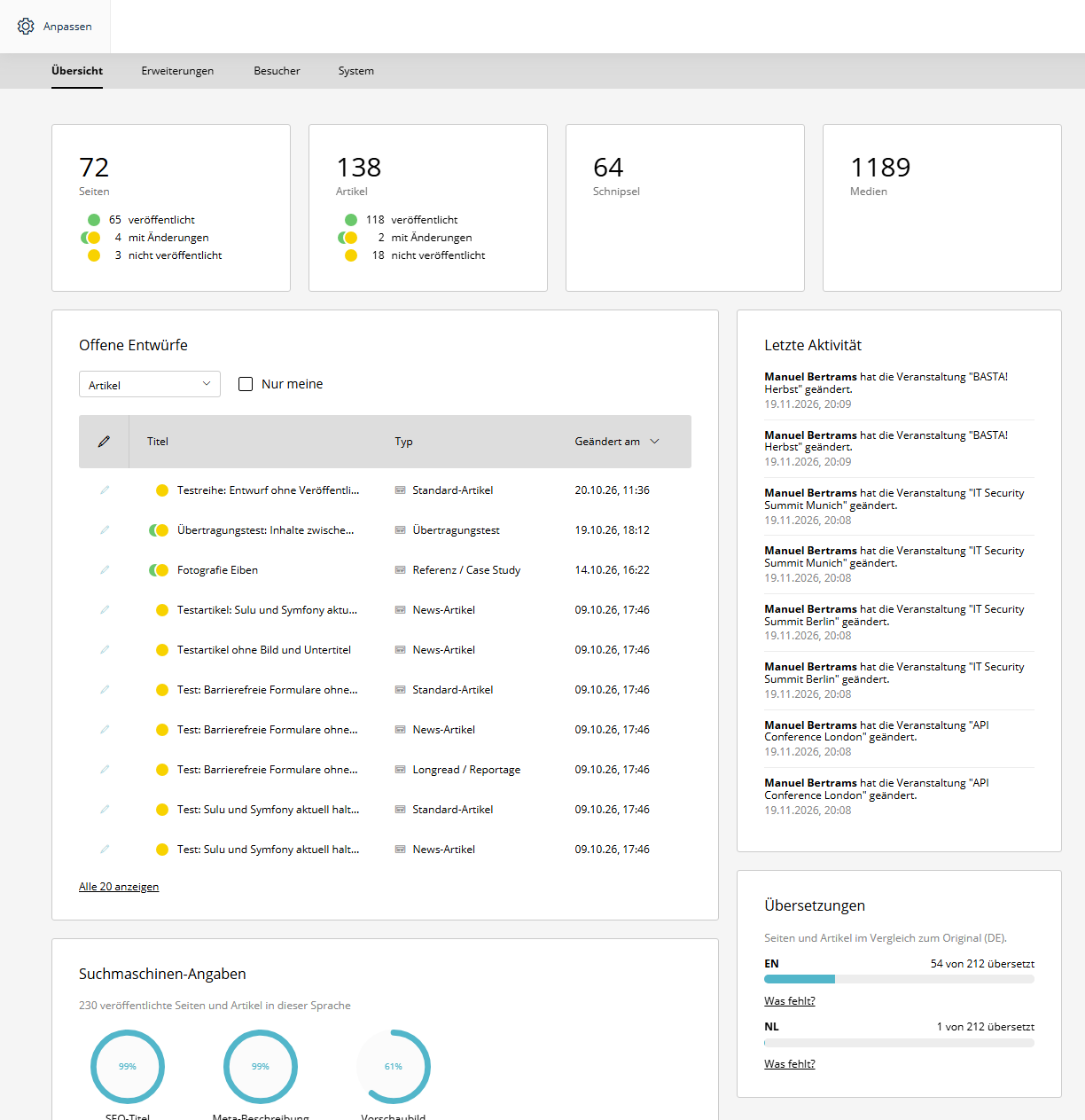 Anpassen
Übersicht Erweiterungen Besucher System
72
Seiten
65 veröffentlicht
4 mit Änderungen
3 nicht veröffentlicht
138
Artikel
118 veröffentlicht
2 mit Änderungen
18 nicht veröffentlicht
64
Schnipsel
1189
Medien
Offene Entwürfe
Artikel
Nur meine
Titel Typ Geändert am
Testreihe: Entwurf ohne Veröffentli... Standard-Artikel 20.10.26, 11:36
Übertragungstest: Inhalte zwische... Übertragungstest 19.10.26, 18:12
Fotografie Eiben Referenz / Case Study 14.10.26, 16:22
Testartikel: Sulu und Symfony aktu... News-Artikel 09.10.26, 17:46
Testartikel ohne Bild und Untertitel News-Artikel 09.10.26, 17:46
Test: Barrierefreie Formulare ohne... Standard-Artikel 09.10.26, 17:46
Test: Barrierefreie Formulare ohne... News-Artikel 09.10.26, 17:46
Test: Barrierefreie Formulare ohne... Longread / Reportage 09.10.26, 17:46
Test: Sulu und Symfony aktuell halt... Standard-Artikel 09.10.26, 17:46
Test: Sulu und Symfony aktuell halt... News-Artikel 09.10.26, 17:46
Alle 20 anzeigen
Letzte Aktivität
Manuel Bertrams hat die Veranstaltung "BASTA!
Herbst" geändert.
19.11.2026, 20:09
Manuel Bertrams hat die Veranstaltung "BASTA!
Herbst" geändert.
19.11.2026, 20:09
Manuel Bertrams hat die Veranstaltung "IT Security
Summit Munich" geändert.
19.11.2026, 20:08
Manuel Bertrams hat die Veranstaltung "IT Security
Summit Munich" geändert.
19.11.2026, 20:08
Manuel Bertrams hat die Veranstaltung "IT Security
Summit Berlin" geändert.
19.11.2026, 20:08
Manuel Bertrams hat die Veranstaltung "IT Security
Summit Berlin" geändert.
19.11.2026, 20:08
Manuel Bertrams hat die Veranstaltung "API
Conference London" geändert.
19.11.2026, 20:08
Manuel Bertrams hat die Veranstaltung "API
Conference London" geändert.
19.11.2026, 20:08
Suchmaschinen-Angaben
230 veröffentlichte Seiten und Artikel in dieser Sprache
99% 99% 61%
SEO-Titel Meta-Beschreibung Vorschaubild
Übersetzungen
Seiten und Artikel im Vergleich zum Original (DE).
EN 54 von 212 übersetzt
Was fehlt?
NL 1 von 212 übersetzt
Was fehlt?